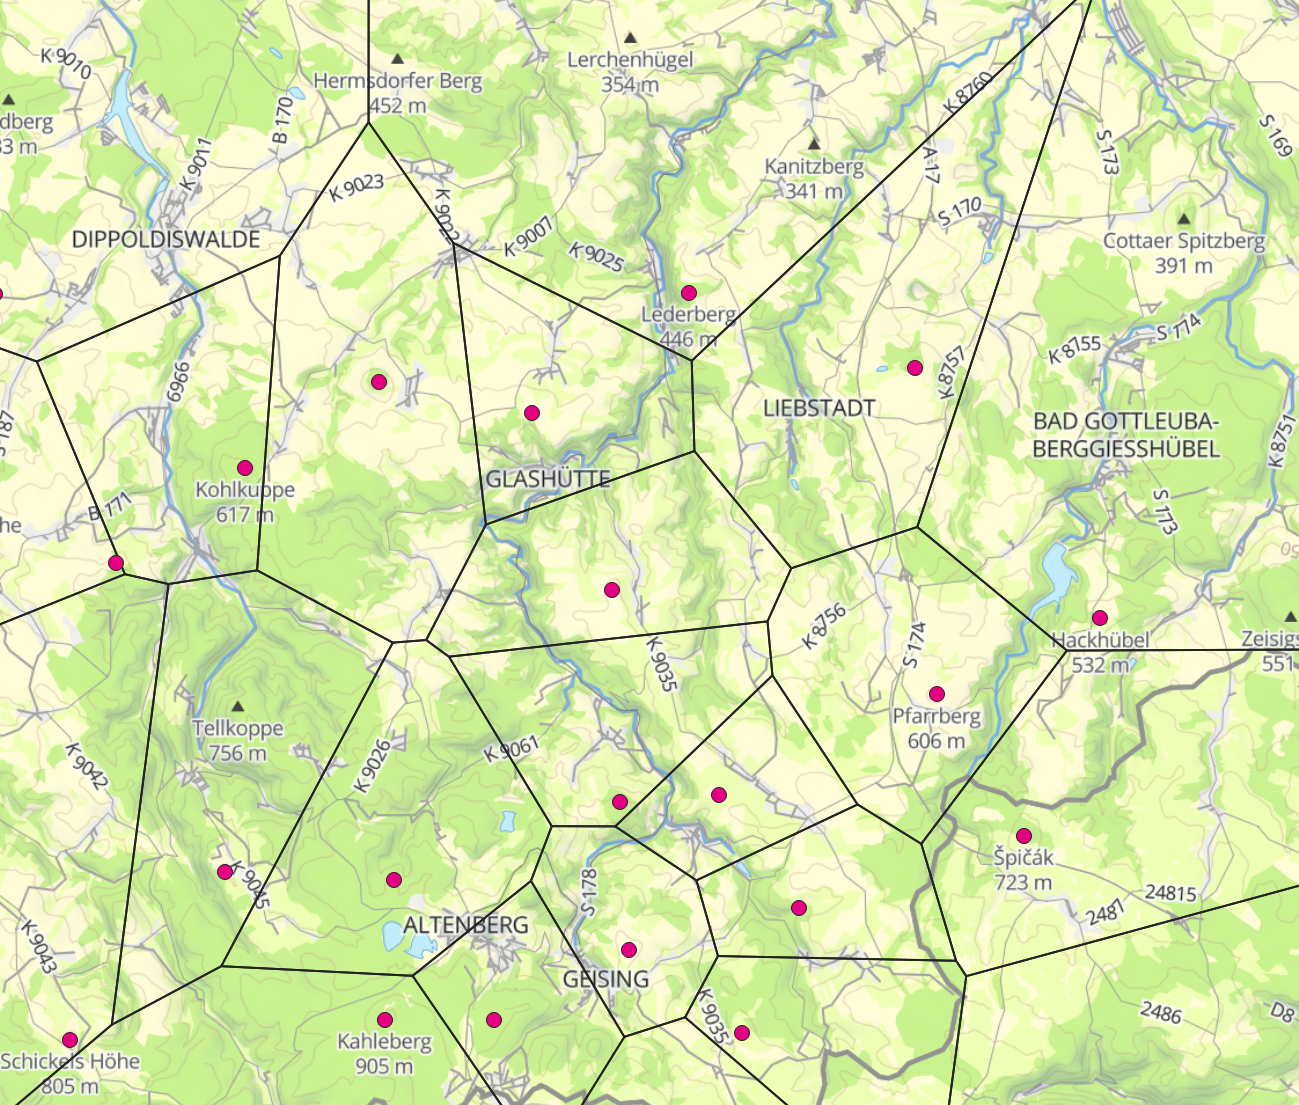 K 9010
Hermsdorfer Berg
452 m
Lerchenhügel
354 m
K 8760
S 169
dberg
33 m
B 170
K 9011
K 9023
K 9022
Kanitzberg
341 m
A 17
S 173
S 170
DIPPOLDISWALDE
K 9007
K 9025
Cottaer Spitzberg
391 m
Lederberg
446 m
6966
K 8757
K 8755
S 774
S 187
LIEBSTADT
BAD GOTTLEUBA-
BERGGIESSHÜBEL
K 8751
Kohlkuppe
617 m
GLASHÜTTE
B 171
he
S 173
K 8756
S 174
K 9035
Hackhübel
532 m
Zeisigs
551
Tellkoppe
756 m
K 9042
K 9026
K 9061
Pfarrberg
606 m
K 9045
S 178
Špičák
723 m
24815
2487
K 9043
ALTENBERG
GEISING
K 9035
2486
D8
Kahleberg
905 m
Schickels Höhe
805 m